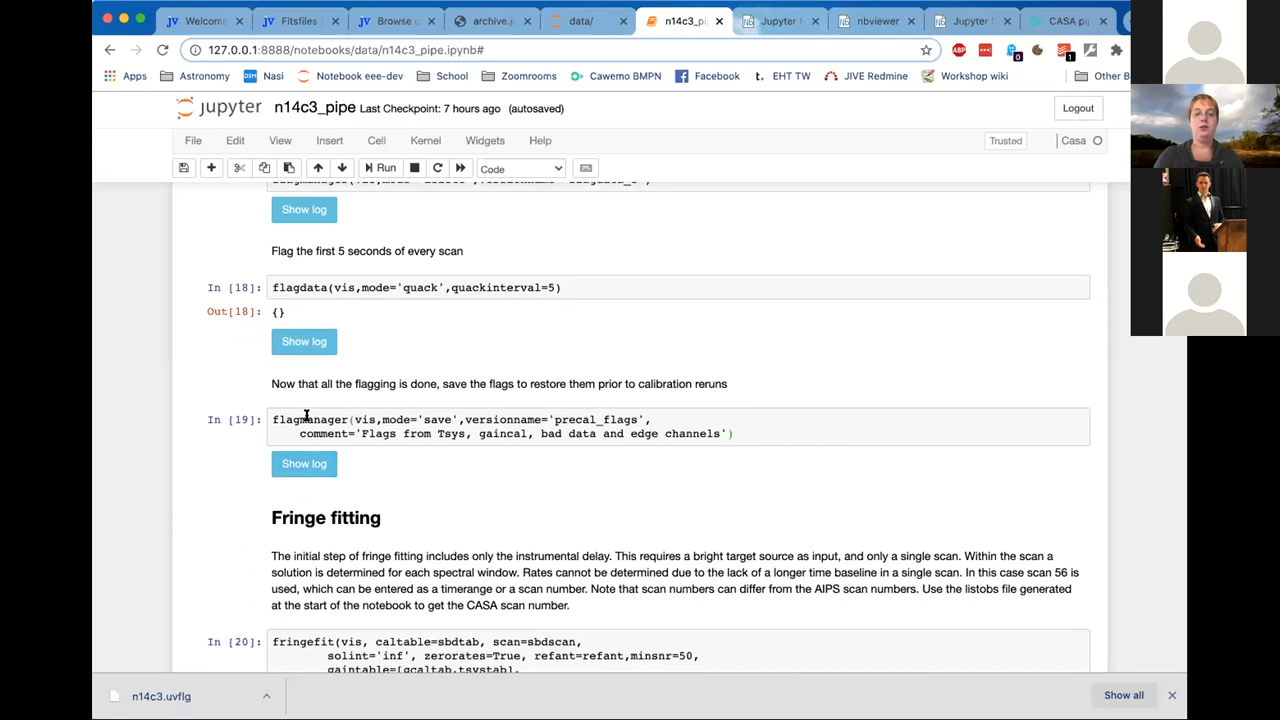 Welcome
Fitsfiles
Browse
archive.ji
data/
n14c3_pi
Jupyter
nbviewer
Jupyter
CASA pi
127.0.0.1:8888/notebooks/data/n14c3_pipe.ipynb#
Apps Astronomy Nasi Notebook eee-dev School Zoomrooms Cawemo BMPN Facebook EHT TW JIVE Redmine Workshop wiki Other B
jupyter n14c3_pipe Last Checkpoint: 7 hours ago (autosaved) Logout
File Edit View Insert Cell Kernel Widgets Help Trusted Casa
Run Code
Show log
Flag the first 5 seconds of every scan
In [18]: flagdata(vis,mode='quack',quackinterval=5)
Out[18]: {}
Show log
Now that all the flagging is done, save the flags to restore them prior to calibration reruns
In [19]: flagmanager(vis,mode='save',versionname='precal_flags',
comment='Flags from Tsys, gaincal, bad data and edge channels')
Show log
Fringe fitting
The initial step of fringe fitting includes only the instrumental delay. This requires a bright target source as input, and only a single scan. Within the scan a
solution is determined for each spectral window. Rates cannot be determined due to the lack of a longer time baseline in a single scan. In this case scan 56 is
used, which can be entered as a timerange or a scan number. Note that scan numbers can differ from the AIPS scan numbers. Use the listobs file generated
at the start of the notebook to get the CASA scan number.
In [20]: fringefit(vis, caltable=sbdtab, scan=sbdscan,
solint='inf', zerorates=True, refant=refant,minsnr=50,
gaintable=[gcaltab,tsystab],
n14c3.uvflg Show all